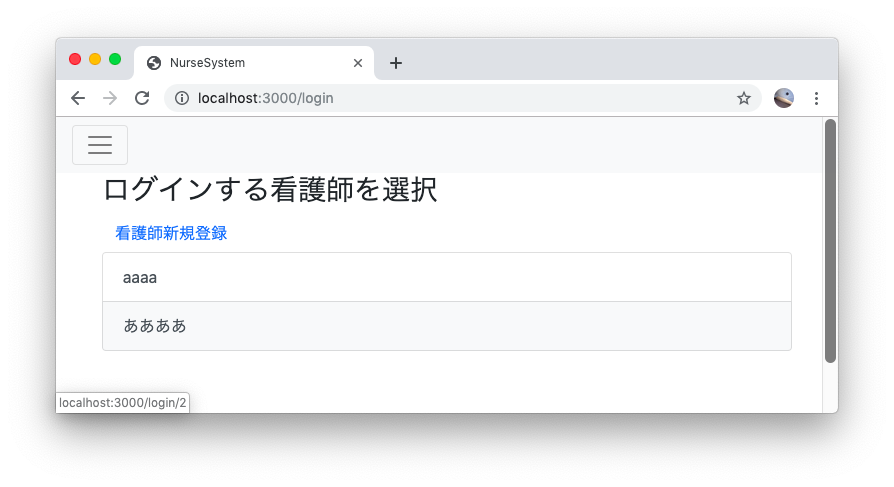 NurseSystem
localhost:3000/login
ログインする看護師を選択
看護師新規登録
aaaa
ああああ
localhost:3000/login/2